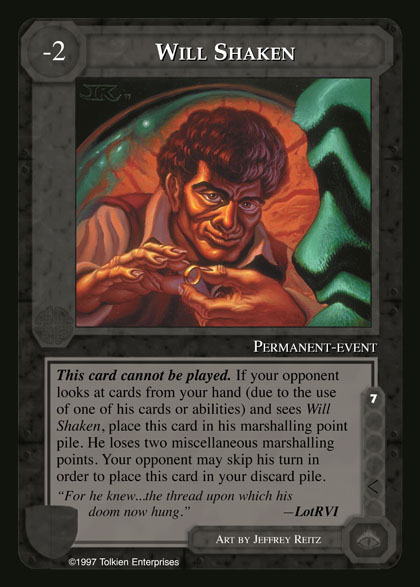 -2
WILL SHAKEN
JR 97
PERMANENT-EVENT
This card cannot be played. If your opponent
looks at cards from your hand (due to the use
of one of his cards or abilities) and sees Will
Shaken, place this card in his marshalling point
pile. He loses two miscellaneous marshalling
points. Your opponent may skip his turn in
order to place this card in your discard pile.
7
“For he knew...the thread upon which his
doom now hung.” —LotRVI
ART BY JEFFREY REITZ
©1997 Tolkien Enterprises